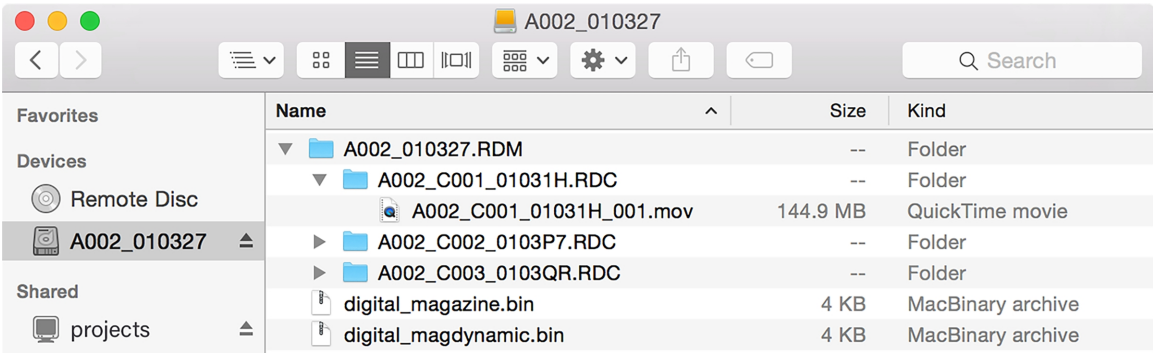 A002_010327
Search
Favorites
Devices
Remote Disc
A002_010327
Shared
projects
Name Size Kind
A002_010327.RDM -- Folder
A002_C001_01031H.RDC -- Folder
A002_C001_01031H_001.mov 144.9 MB QuickTime movie
A002_C002_0103P7.RDC -- Folder
A002_C003_0103QR.RDC -- Folder
digital_magazine.bin 4 KB MacBinary archive
digital_magdynamic.bin 4 KB MacBinary archive